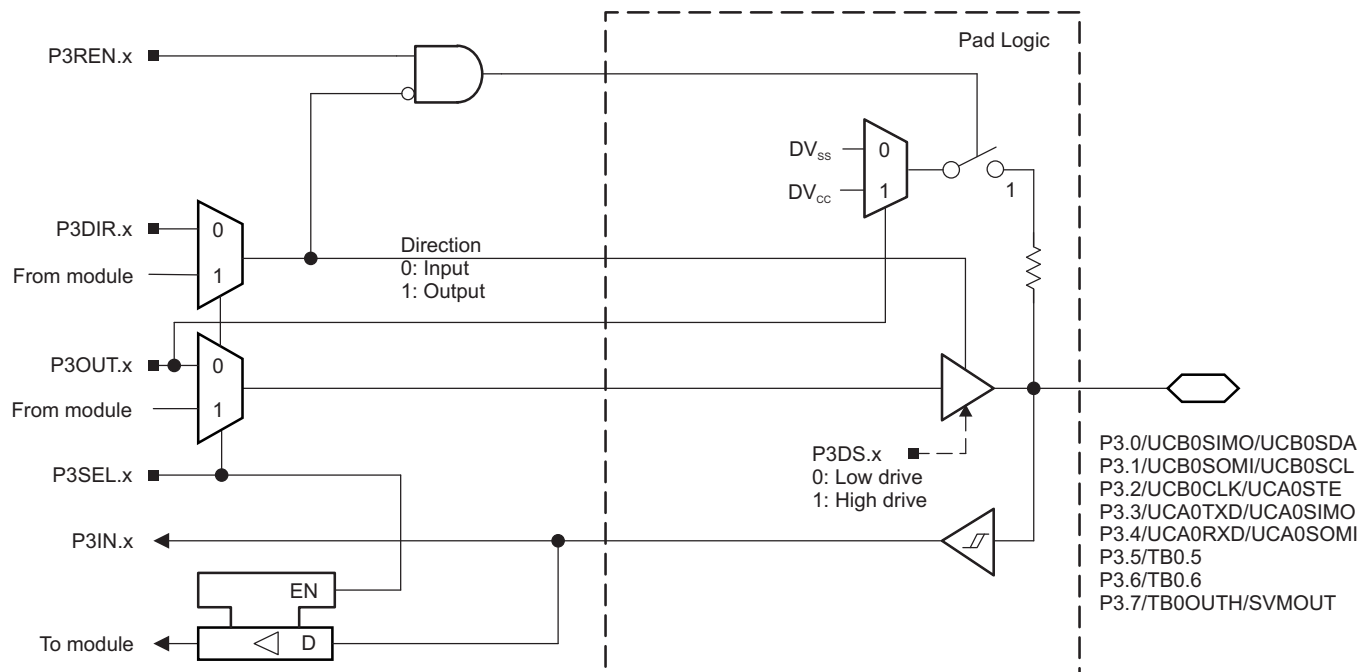 Pad Logic
P3REN.x
DVSS
0
DVCC
1
1
P3DIR.x
0
From module
1
Direction
0: Input
1: Output
P3OUT.x
0
From module
1
P3SEL.x
P3DS.x
0: Low drive
1: High drive
P3IN.x
EN
To module
D
P3.0/UCB0SIMO/UCB0SDA
P3.1/UCB0SOMI/UCB0SCL
P3.2/UCB0CLK/UCA0STE
P3.3/UCA0TXD/UCA0SIMO
P3.4/UCA0RXD/UCA0SOMI
P3.5/TB0.5
P3.6/TB0.6
P3.7/TB0OUTH/SVMOUT